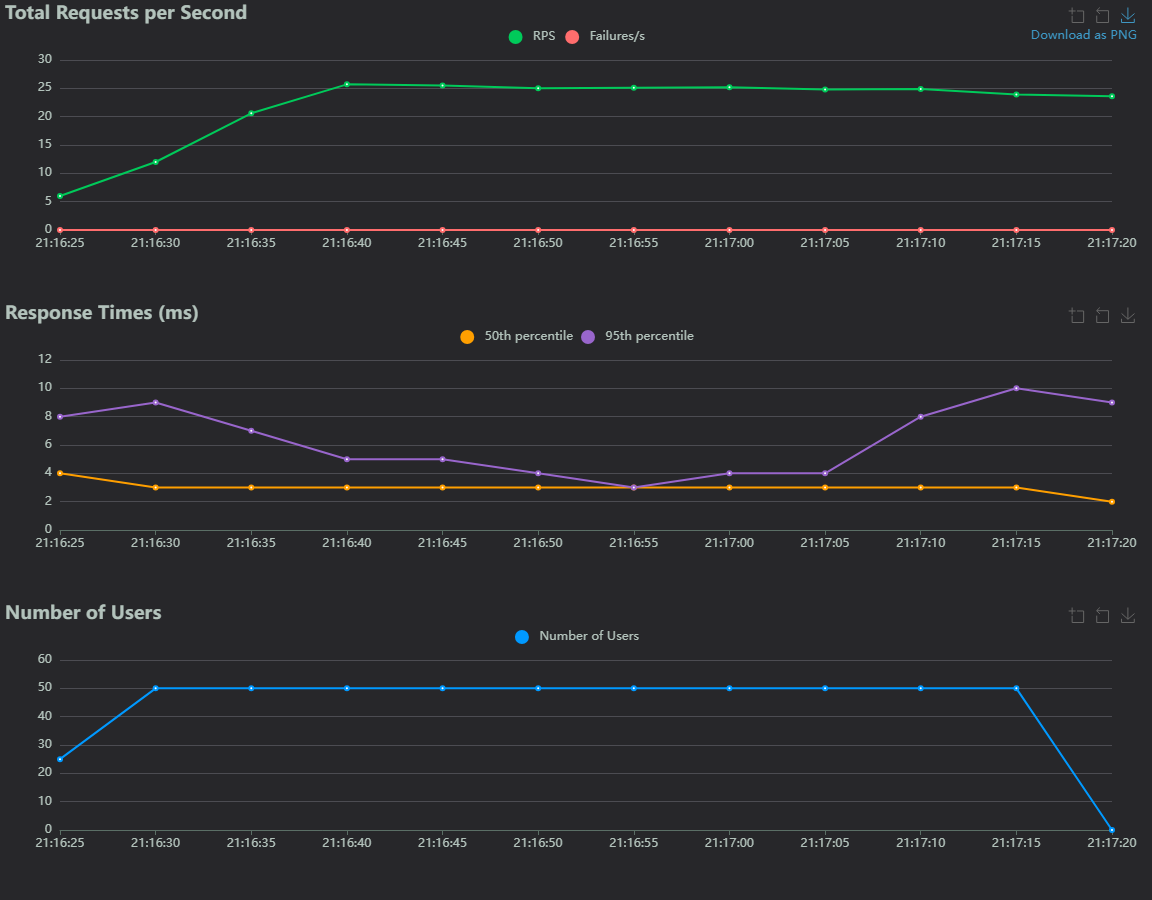 Total Requests per Second
RPS Failures/s
Download as PNG
30
25
20
15
10
5
0
21:16:25 21:16:30 21:16:35 21:16:40 21:16:45 21:16:50 21:16:55 21:17:00 21:17:05 21:17:10 21:17:15 21:17:20
Response Times (ms)
50th percentile 95th percentile
12
10
8
6
4
2
0
21:16:25 21:16:30 21:16:35 21:16:40 21:16:45 21:16:50 21:16:55 21:17:00 21:17:05 21:17:10 21:17:15 21:17:20
Number of Users
Number of Users
60
50
40
30
20
10
0
21:16:25 21:16:30 21:16:35 21:16:40 21:16:45 21:16:50 21:16:55 21:17:00 21:17:05 21:17:10 21:17:15 21:17:20